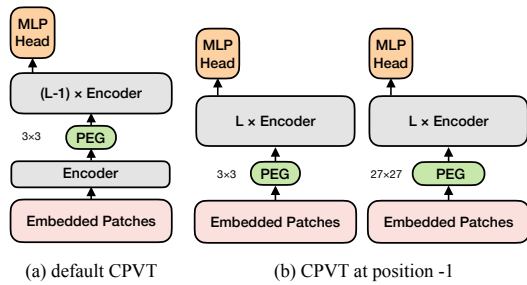 MLP
Head
(L-1) × Encoder
3×3
PEG
Encoder
Embedded Patches
(a) default CPVT
MLP
Head
L × Encoder
3×3
PEG
Embedded Patches
MLP
Head
L × Encoder
27×27
PEG
Embedded Patches
(b) CPVT at position -1